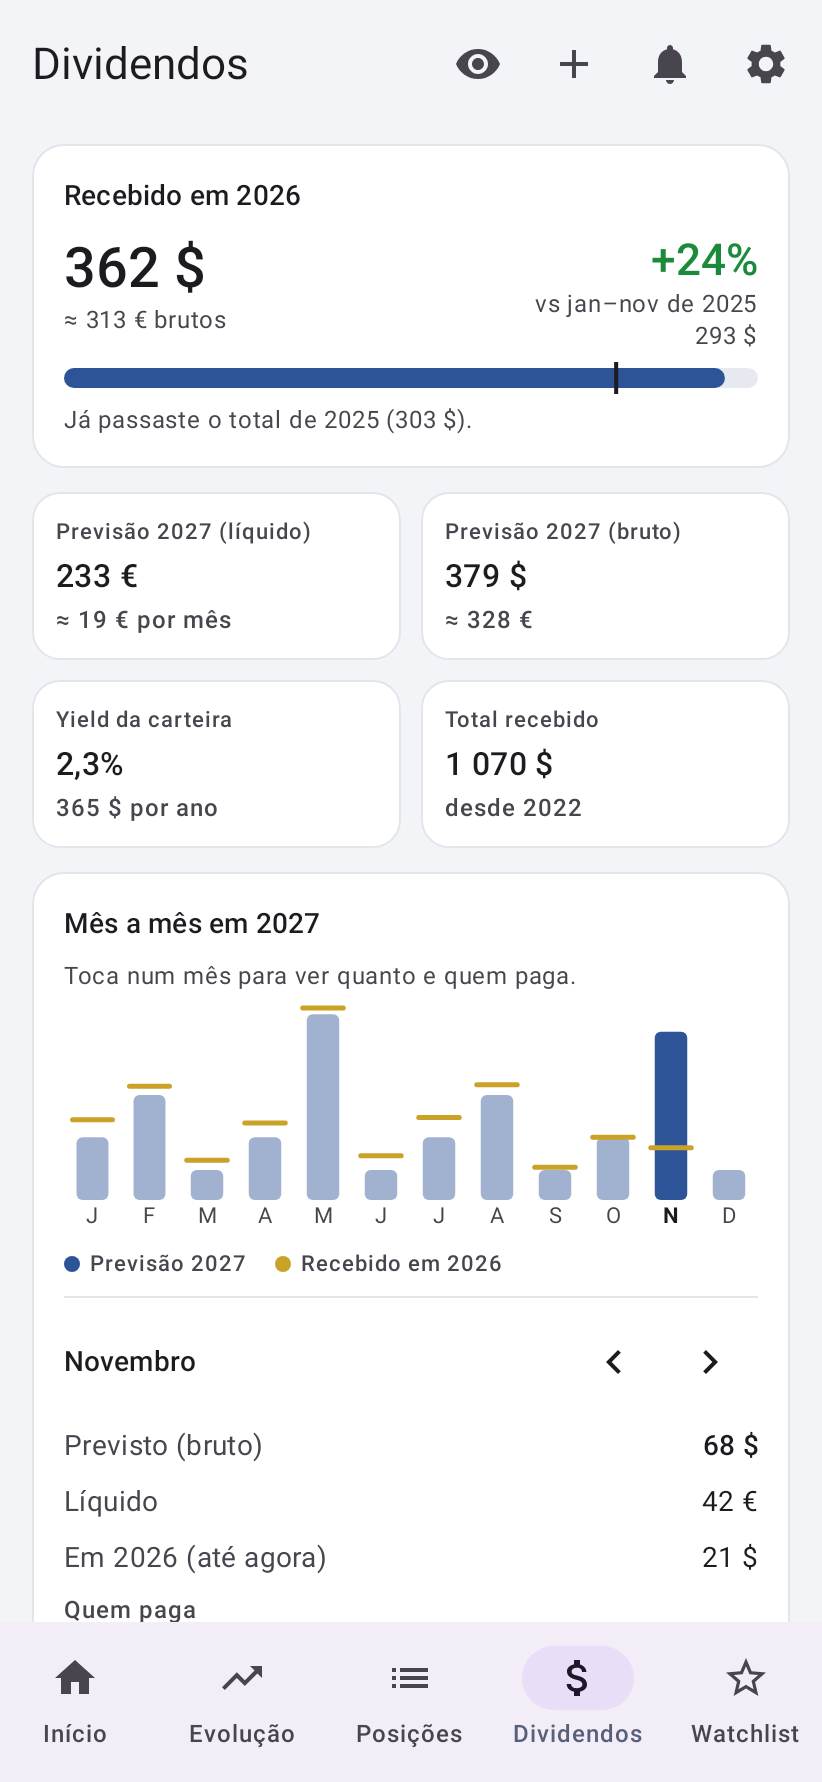 Dividendos
Recebido em 2026
362 $
+24%
≈ 313 € brutos
vs jan–nov de 2025
293 $
Já passaste o total de 2025 (303 $).
Previsão 2027 (líquido)
233 €
≈ 19 € por mês
Previsão 2027 (bruto)
379 $
≈ 328 €
Yield da carteira
2,3%
365 $ por ano
Total recebido
1 070 $
desde 2022
Mês a mês em 2027
Toca num mês para ver quanto e quem paga.
J F M A M J J A S O N D
Previsão 2027 Recebido em 2026
Novembro
Previsto (bruto) 68 $
Líquido 42 €
Em 2026 (até agora) 21 $
Quem paga
Início Evolução Posições Dividendos Watchlist